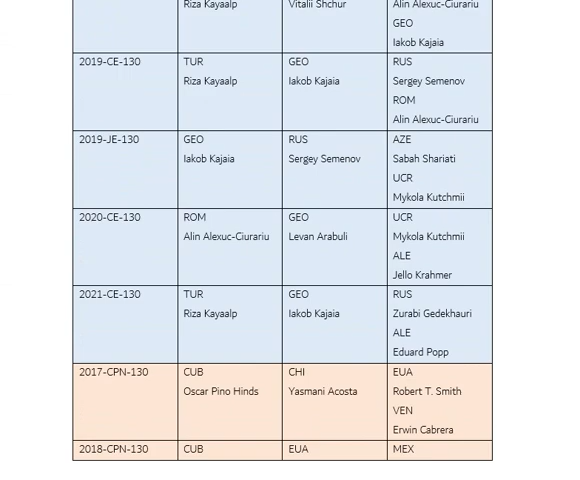 Riza Kayaalp Vitalii Shchur Alin Alexuc-Ciurariu
GEO
Iakob Kajaia
2019-CE-130 TUR GEO RUS
Riza Kayaalp Iakob Kajaia Sergey Semenov
ROM
Alin Alexuc-Ciurariu
2019-JE-130 GEO RUS AZE
Iakob Kajaia Sergey Semenov Sabah Shariati
UCR
Mykola Kutchmii
2020-CE-130 ROM GEO UCR
Alin Alexuc-Ciurariu Levan Arabuli Mykola Kutchmii
ALE
Jello Krahmer
2021-CE-130 TUR GEO RUS
Riza Kayaalp Iakob Kajaia Zurabi Gedekhauri
ALE
Eduard Popp
2017-CPN-130 CUB CHI EUA
Oscar Pino Hinds Yasmani Acosta Robert T. Smith
VEN
Erwin Cabrera
2018-CPN-130 CUB EUA MEX